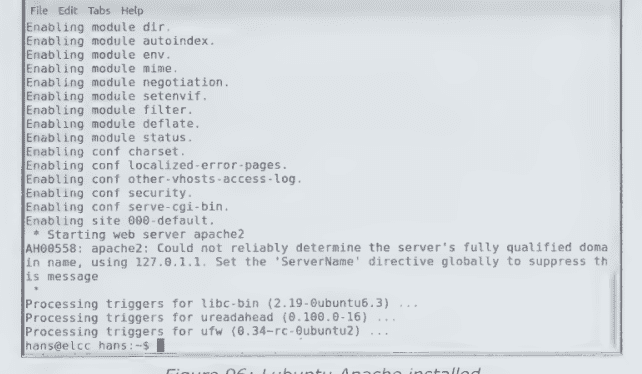 File Edit Tabs Help
Enabling module dir.
Enabling module autoindex.
Enabling module env.
Enabling module mime.
Enabling module negotiation.
Enabling module setenvif.
Enabling module filter.
Enabling module deflate.
Enabling module status.
Enabling conf charset.
Enabling conf localized-error-pages.
Enabling conf other-vhosts-access-log.
Enabling conf security.
Enabling conf serve-cgi-bin.
Enabling site 000-default.
* Starting web server apache2
AH00558: apache2: Could not reliably determine the server's fully qualified doma
in name, using 127.0.1.1. Set the 'ServerName' directive globally to suppress th
is message
*
Processing triggers for libc-bin (2.19-0ubuntu6.3) ...
Processing triggers for ureadahead (0.100.0-16) ...
Processing triggers for ufw (0.34~rc-0ubuntu2) ...
hans@elcc hans:~$
Figure 96: Lubuntu Apache installed